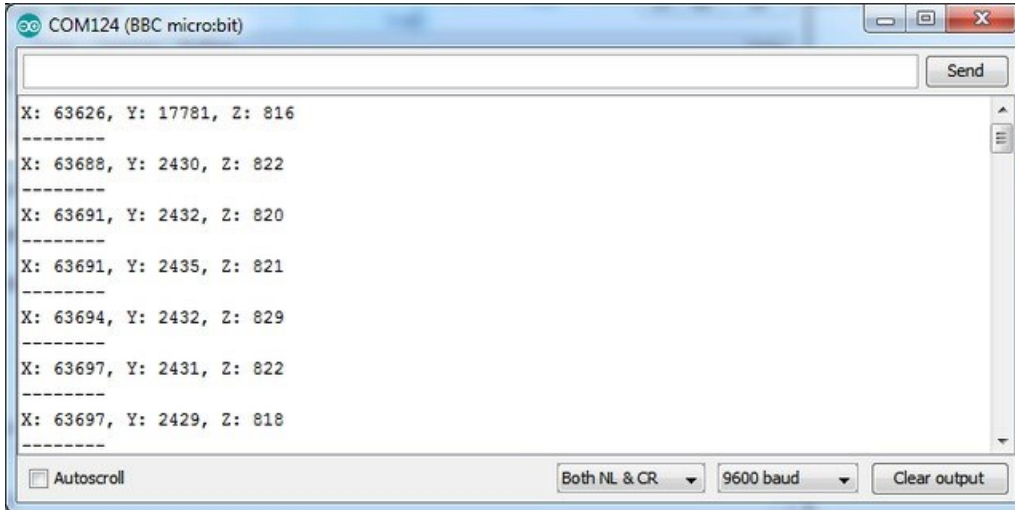 COM124 (BBC micro:bit)
Send
X: 63626, Y: 17781, Z: 816
--------
X: 63688, Y: 2430, Z: 822
--------
X: 63691, Y: 2432, Z: 820
--------
X: 63691, Y: 2435, Z: 821
--------
X: 63694, Y: 2432, Z: 829
--------
X: 63697, Y: 2431, Z: 822
--------
X: 63697, Y: 2429, Z: 818
--------
Autoscroll Both NL & CR 9600 baud Clear output